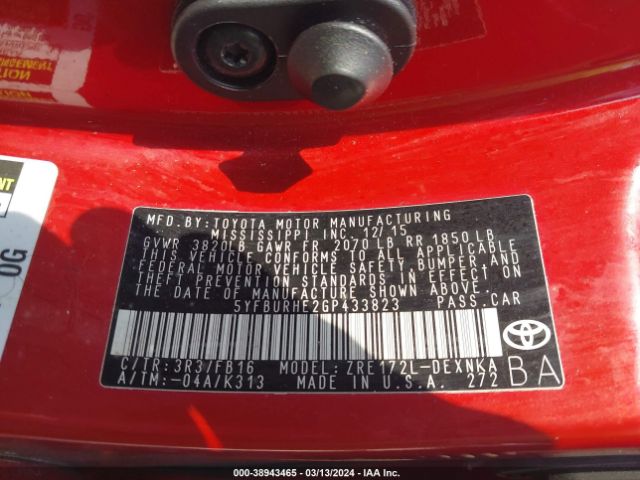 NOTICE
MFD.BY:TOYOTA MOTOR MANUFACTURING
MISSISSIPPI INC. 12/15
GVWR 3820LB GAWR FR 2070 LB RR 1850 LB
THIS VEHICLE CONFORMS TO ALL APPLICABLE
FEDERAL MOTOR VEHICLE SAFETY, BUMPER AND
THEFT PREVENTION STANDARDS IN EFFECT ON
THE DATE OF MANUFACTURE SHOWN ABOVE.
5YFBURHE2GP433823 PASS.CAR
C/TR: 3R3/FB16 MODEL: ZRE172L-DEXNKA
A/TM:-04A/K313 MADE IN U.S.A. 272
BA
OG
000-38943465 - 03/13/2024 - IAA Inc.